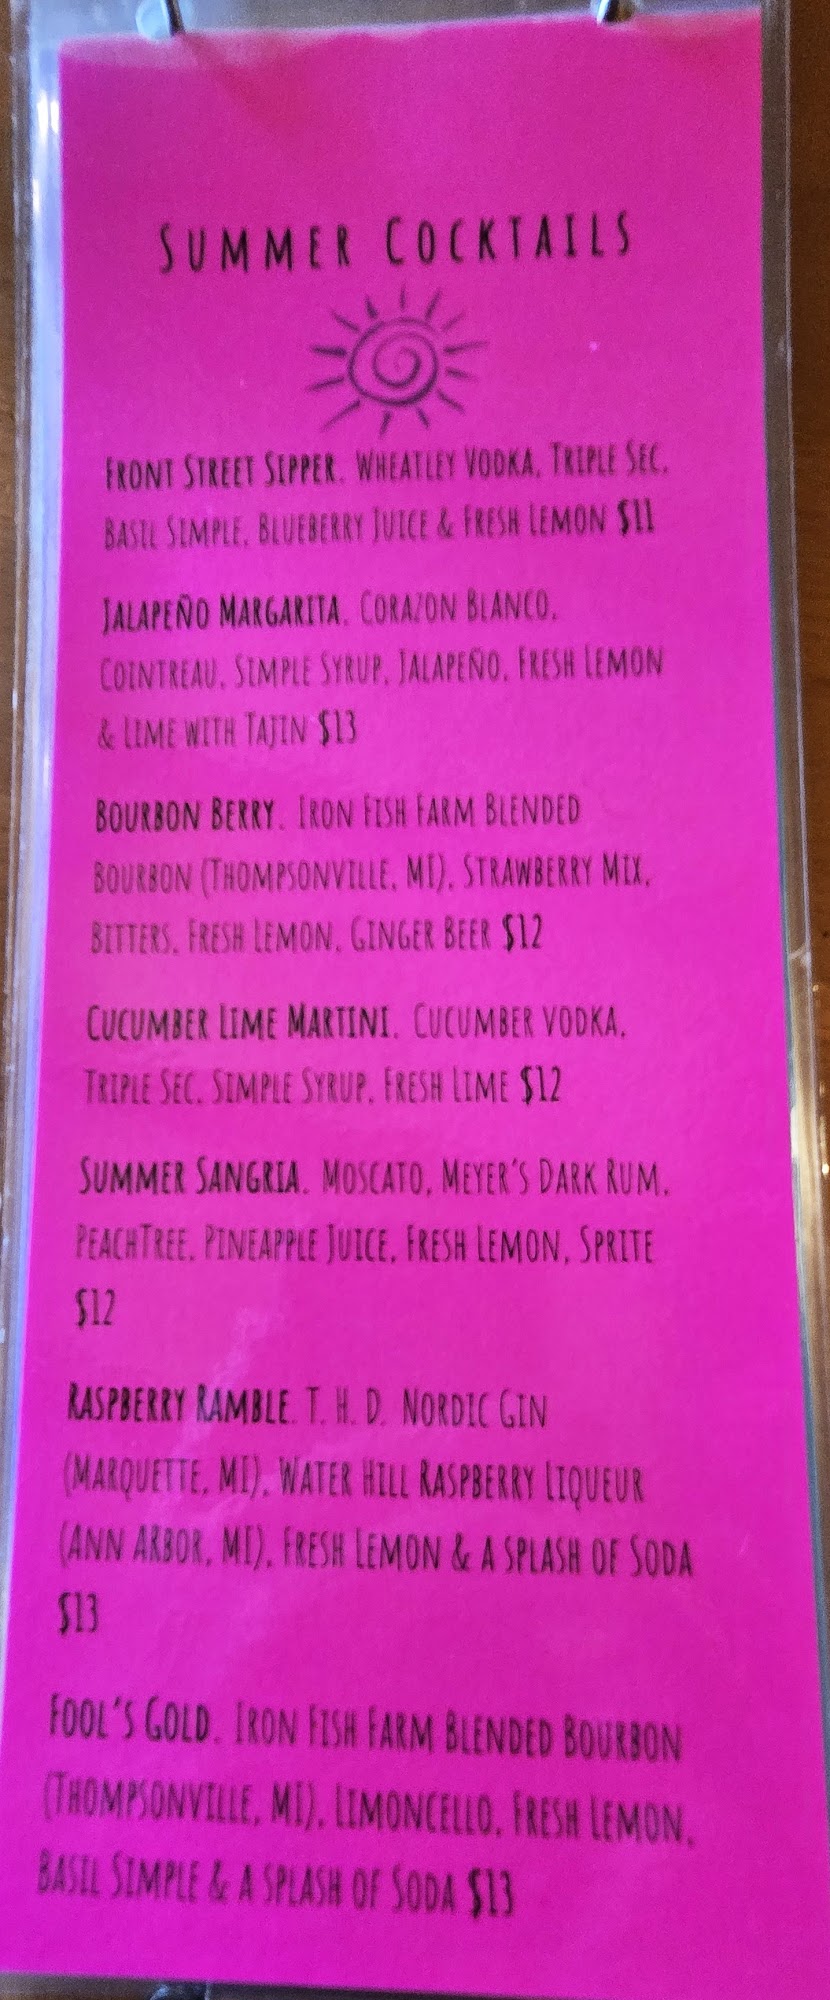 SUMMER COCKTAILS
FRONT STREET SIPPER. WHEATLEY VODKA, TRIPLE SEC,
BASIL SIMPLE, BLUEBERRY JUICE & FRESH LEMON $11
JALAPEÑO MARGARITA. CORAZON BLANCO,
COINTREAU, SIMPLE SYRUP, JALAPEÑO, FRESH LEMON
& LIME WITH TAJIN $13
BOURBON BERRY. IRON FISH FARM BLENDED
BOURBON (THOMPSONVILLE, MI), STRAWBERRY MIX,
BITTERS, FRESH LEMON, GINGER BEER $12
CUCUMBER LIME MARTINI. CUCUMBER VODKA,
TRIPLE SEC, SIMPLE SYRUP, FRESH LIME $12
SUMMER SANGRIA. MOSCATO, MEYER'S DARK RUM,
PEACHTREE, PINEAPPLE JUICE, FRESH LEMON, SPRITE
$12
RASPBERRY RAMBLE. T. H. D. NORDIC GIN
(MARQUETTE, MI), WATER HILL RASPBERRY LIQUEUR
(ANN ARBOR, MI), FRESH LEMON & A SPLASH OF SODA
$13
FOOL'S GOLD. IRON FISH FARM BLENDED BOURBON
(THOMPSONVILLE, MI), LIMONCELLO, FRESH LEMON,
BASIL SIMPLE & A SPLASH OF SODA $13